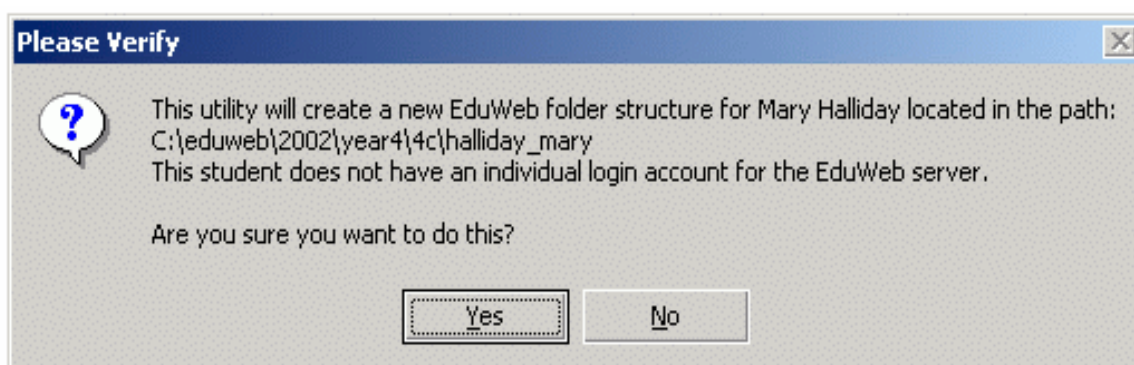 Please Verify
This utility will create a new EduWeb folder structure for Mary Halliday located in the path:
C:\eduweb\2002\year4\4c\halliday_mary
This student does not have an individual login account for the EduWeb server.
Are you sure you want to do this?
Yes No